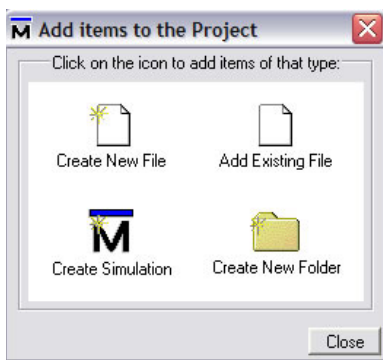 M Add items to the Project
Click on the icon to add items of that type:
Create New File
Add Existing File
M
Create Simulation
Create New Folder
Close